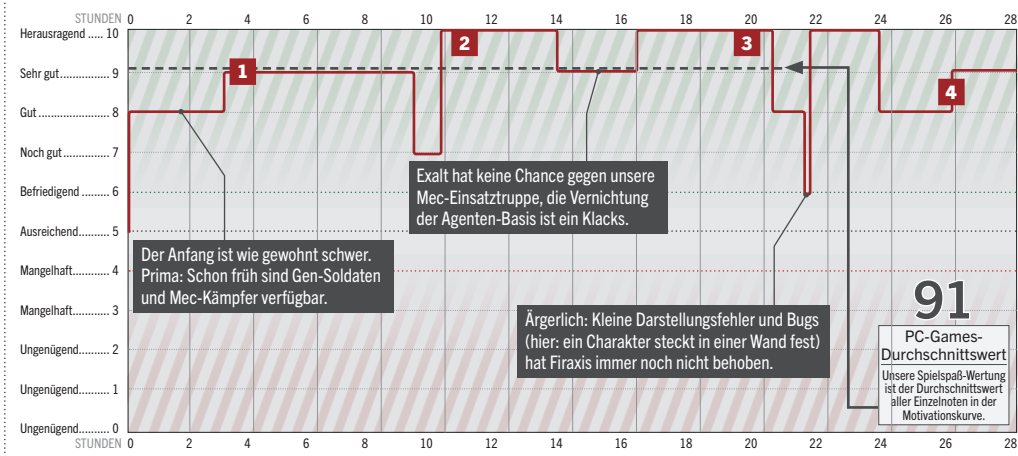 STUNDEN 0 2 4 6 8 10 12 14 16 18 20 22 24 26 28
Herausragend ..... 10
Sehr gut .............. 9
Gut ...................... 8
Noch gut .............. 7
Befriedigend ........ 6
Ausreichend ......... 5
Mangelhaft ........... 4
Mangelhaft ........... 3
Ungenügend ......... 2
Ungenügend ......... 1
Ungenügend ......... 0
1
2
3
4
Der Anfang ist wie gewohnt schwer.
Prima: Schon früh sind Gen-Soldaten
und Mec-Kämpfer verfügbar.
Exalt hat keine Chance gegen unsere
Mec-Einsatztruppe, die Vernichtung
der Agenten-Basis ist ein Klacks.
Ärgerlich: Kleine Darstellungsfehler und Bugs
(hier: ein Charakter steckt in einer Wand fest)
hat Firaxis immer noch nicht behoben.
91
PC-Games-
Durchschnittswert
Unsere Spielspaß-Wertung
ist der Durchschnittswert
aller Einzelnoten in der
Motivationskurve.
STUNDEN 0 2 4 6 8 10 12 14 16 18 20 22 24 26 28